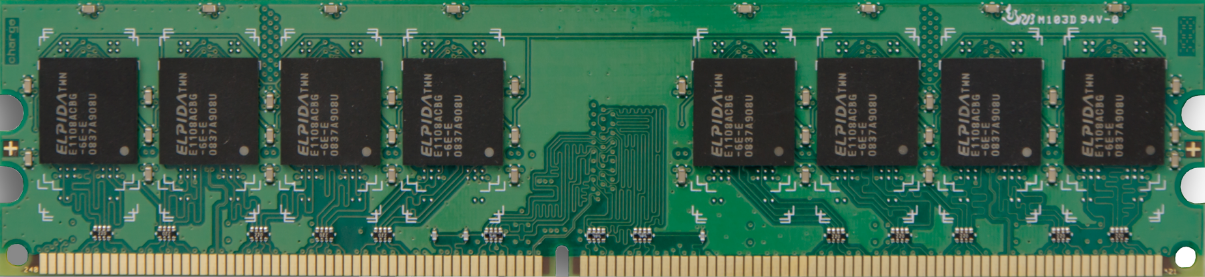 charge
M103D 94V-0
ELPIDA TWN
E1108ACBG
-6E-E
0837A908U
ELPIDA TWN
E1108ACBG
-6E-E
0837A908U
ELPIDA TWN
E1108ACBG
-6E-E
0837A908U
ELPIDA TWN
E1108ACBG
-6E-E
0837A908U
ELPIDA TWN
E1108ACBG
-6E-E
0837A908U
ELPIDA TWN
E1108ACBG
-6E-E
0837A908U
ELPIDA TWN
E1108ACBG
-6E-E
0837A908U
ELPIDA TWN
E1108ACBG
-6E-E
0837A908U
240
121